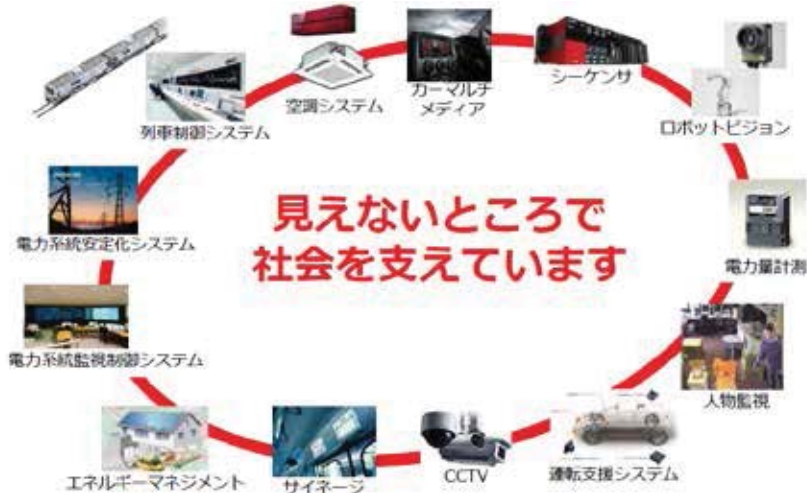 空調システム
カーマルチ
メディア
シーケンサ
列車制御システム
ロボットビジョン
見えないところで
社会を支えています
電力系統安定化システム
電力量計測
電力系統監視制御システム
人物監視
エネルギーマネジメント
サイネージ
CCTV
運転支援システム